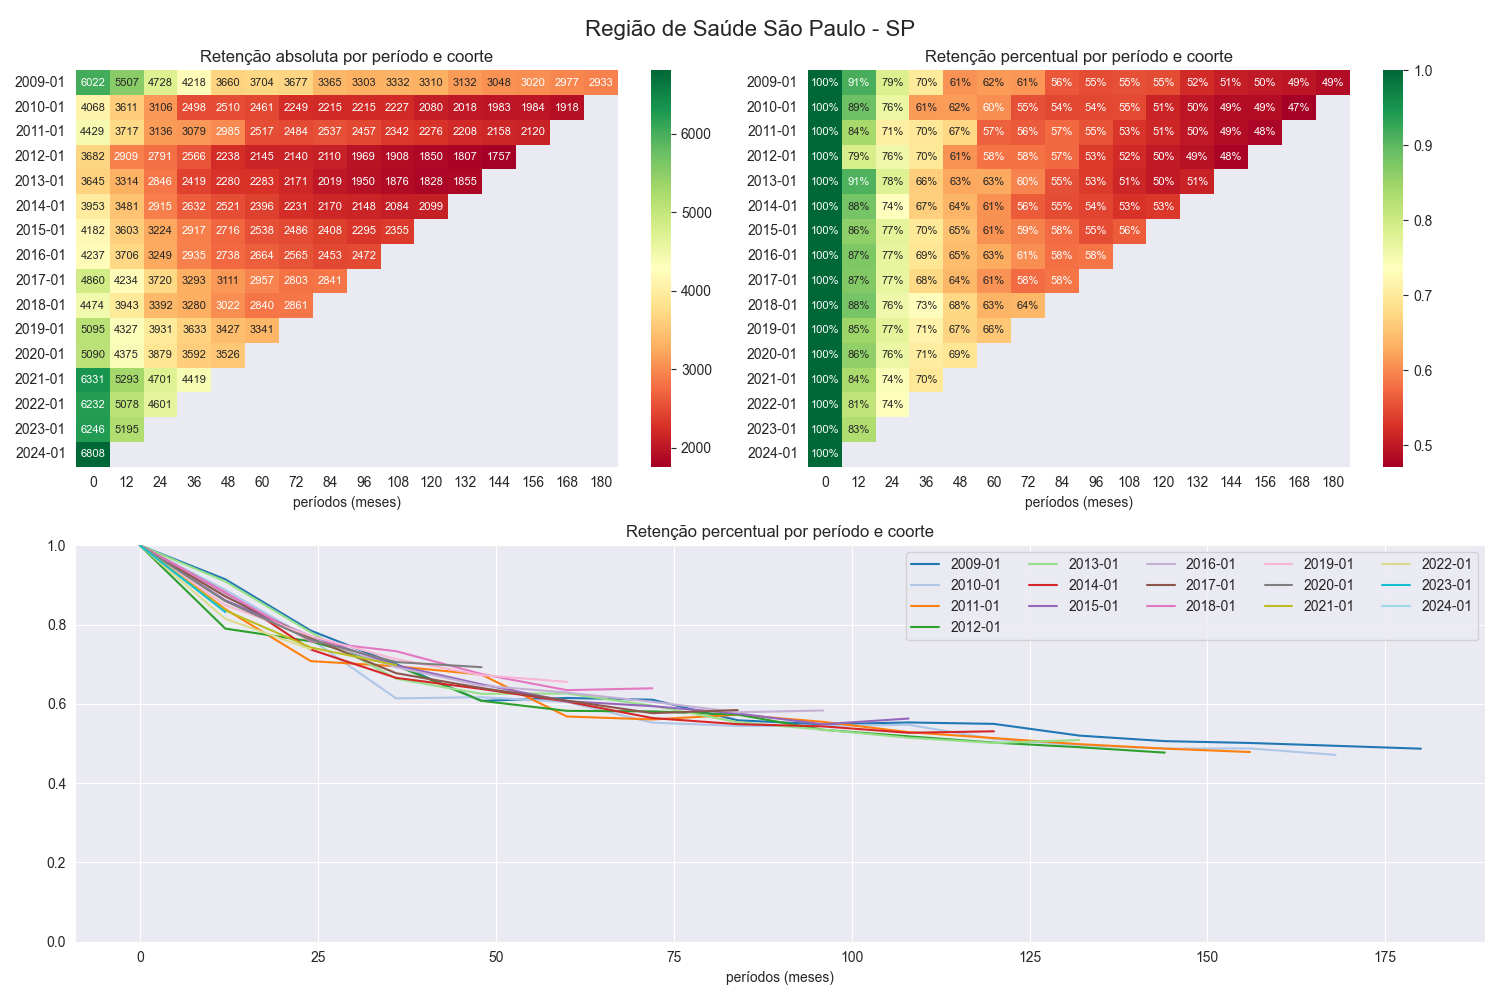 Região de Saúde São Paulo - SP
Retenção absoluta por período e coorte
2009-01 6022 5507 4728 4218 3660 3704 3677 3365 3303 3332 3310 3132 3048 3020 2977 2933
2010-01 4068 3611 3106 2498 2510 2461 2249 2215 2215 2227 2080 2018 1983 1984 1918
2011-01 4429 3717 3136 3079 2985 2517 2484 2537 2457 2342 2276 2208 2158 2120
2012-01 3682 2909 2791 2566 2238 2145 2140 2110 1969 1908 1850 1807 1757
2013-01 3645 3314 2846 2419 2280 2283 2171 2019 1950 1876 1828 1855
2014-01 3953 3481 2915 2632 2521 2396 2231 2170 2148 2084 2099
2015-01 4182 3603 3224 2917 2716 2538 2486 2408 2295 2355
2016-01 4237 3706 3249 2935 2738 2664 2565 2453 2472
2017-01 4860 4234 3720 3293 3111 2957 2803 2841
2018-01 4474 3943 3392 3280 3022 2840 2861
2019-01 5095 4327 3931 3633 3427 3341
2020-01 5090 4375 3879 3592 3526
2021-01 6331 5293 4701 4419
2022-01 6232 5078 4601
2023-01 6246 5195
2024-01 6808
0 12 24 36 48 60 72 84 96 108 120 132 144 156 168 180
períodos (meses)
6000
5000
4000
3000
2000
Retenção percentual por período e coorte
2009-01 100% 91% 79% 70% 61% 62% 61% 56% 55% 55% 55% 52% 51% 50% 49% 49%
2010-01 100% 89% 76% 61% 62% 60% 55% 54% 54% 55% 51% 50% 49% 49% 47%
2011-01 100% 84% 71% 70% 67% 57% 56% 57% 55% 53% 51% 50% 49% 48%
2012-01 100% 79% 76% 70% 61% 58% 58% 57% 53% 52% 50% 49% 48%
2013-01 100% 91% 78% 66% 63% 63% 60% 55% 53% 51% 50% 51%
2014-01 100% 88% 74% 67% 64% 61% 56% 55% 54% 53% 53%
2015-01 100% 86% 77% 70% 65% 61% 59% 58% 55% 56%
2016-01 100% 87% 77% 69% 65% 63% 61% 58% 58%
2017-01 100% 87% 77% 68% 64% 61% 58% 58%
2018-01 100% 88% 76% 73% 68% 63% 64%
2019-01 100% 85% 77% 71% 67% 66%
2020-01 100% 86% 76% 71% 69%
2021-01 100% 84% 74% 70%
2022-01 100% 81% 74%
2023-01 100% 83%
2024-01 100%
0 12 24 36 48 60 72 84 96 108 120 132 144 156 168 180
períodos (meses)
1.0
0.9
0.8
0.7
0.6
0.5
Retenção percentual por período e coorte
1.0
0.8
0.6
0.4
0.2
0.0
2009-01 2013-01 2016-01 2019-01 2022-01
2010-01 2014-01 2017-01 2020-01 2023-01
2011-01 2015-01 2018-01 2021-01 2024-01
2012-01
0 25 50 75 100 125 150 175
períodos (meses)